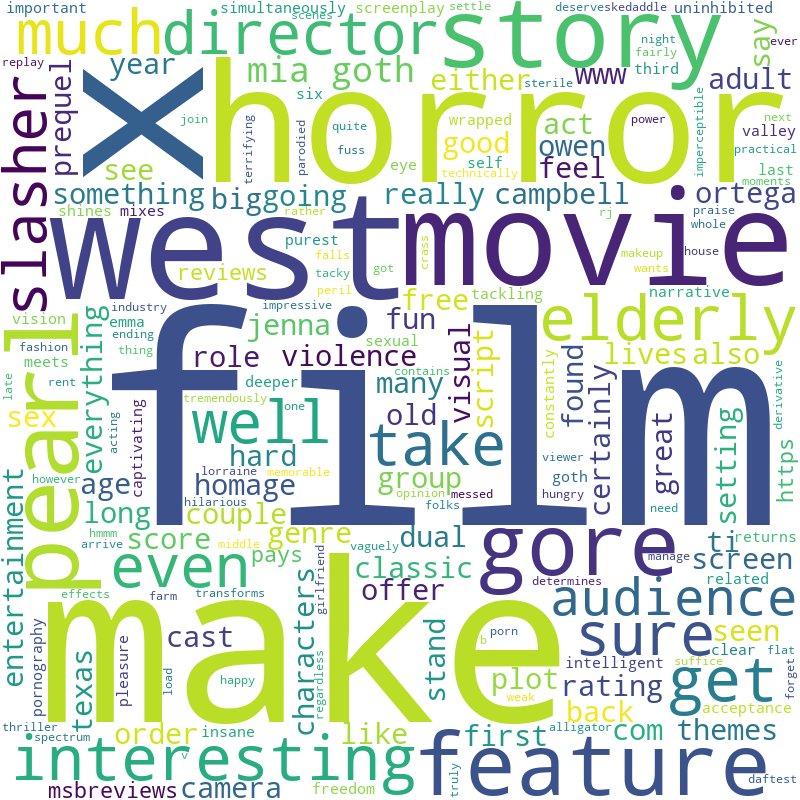 important
simultaneously
screenplay
settle
deserve
skedaddle
uninhibited
scenes
much
director
story
night
ever
fairly
say
replay
year
x
horror
mia goth
either
www
third
adult
prequel
six
slasher
terrifying
parodied
quite
fuss
wrapped
act
sterile
power
imperceptible
next
valley
practical
join
good
owen
see
eye
self
technically
feel
last
moments
something
big
going
really
campbell
ortega
shines
mixes
rather
rj
praise
whole
west
movie
purest
falls
tacky
got
crass
makeup
wants
house
reviews
peril
tackling
narrative
vision
emma
industry
impressive
free
elderly
fashion
ending
meets
thing
jenna
fun
sexual
late
rent
pearl
everything
role
violence
visual
script
lives
also
contains
deeper
many
constantly
found
certainly
derivative
sex
acting
captivating
tremendously
one
film
well
old
take
great
setting
https
however
age
hard
lorraine
memorable
homage
hilarious
group
opinion
messed
viewer
goth
hungry
need
entertainment
long
couple
folks
hmmm
arrive
middle
score
genre
dual
gore
ti
returns
even
pays
vaguely
classic
manage
screen
effects
farm
transforms
offer
determines
related
girlfriend
audience
make
porn
b
pornography
texas
pleasure
cast
characters
stand
sure
seen
load
happy
regardless
weak
plot
intelligent
clear
flat
suffice
forget
rating
acceptance
thriller
order
insane
like
first
back
alligator
com
themes
spectrum
v
interesting
feature
get
truly
daftest
msbreviews
camera
freedom